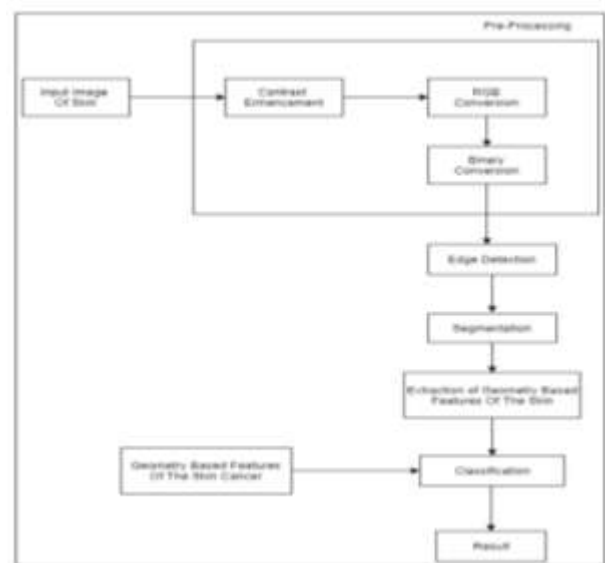 Pre-Processing
Input Image
Of Skin
Contrast
Enhancement
RGB
Conversion
Binary
Conversion
Edge Detection
Segmentation
Extraction of Geometry Based
Features Of The Skin
Geometry Based Features
Of The Skin Cancer
Classification
Result